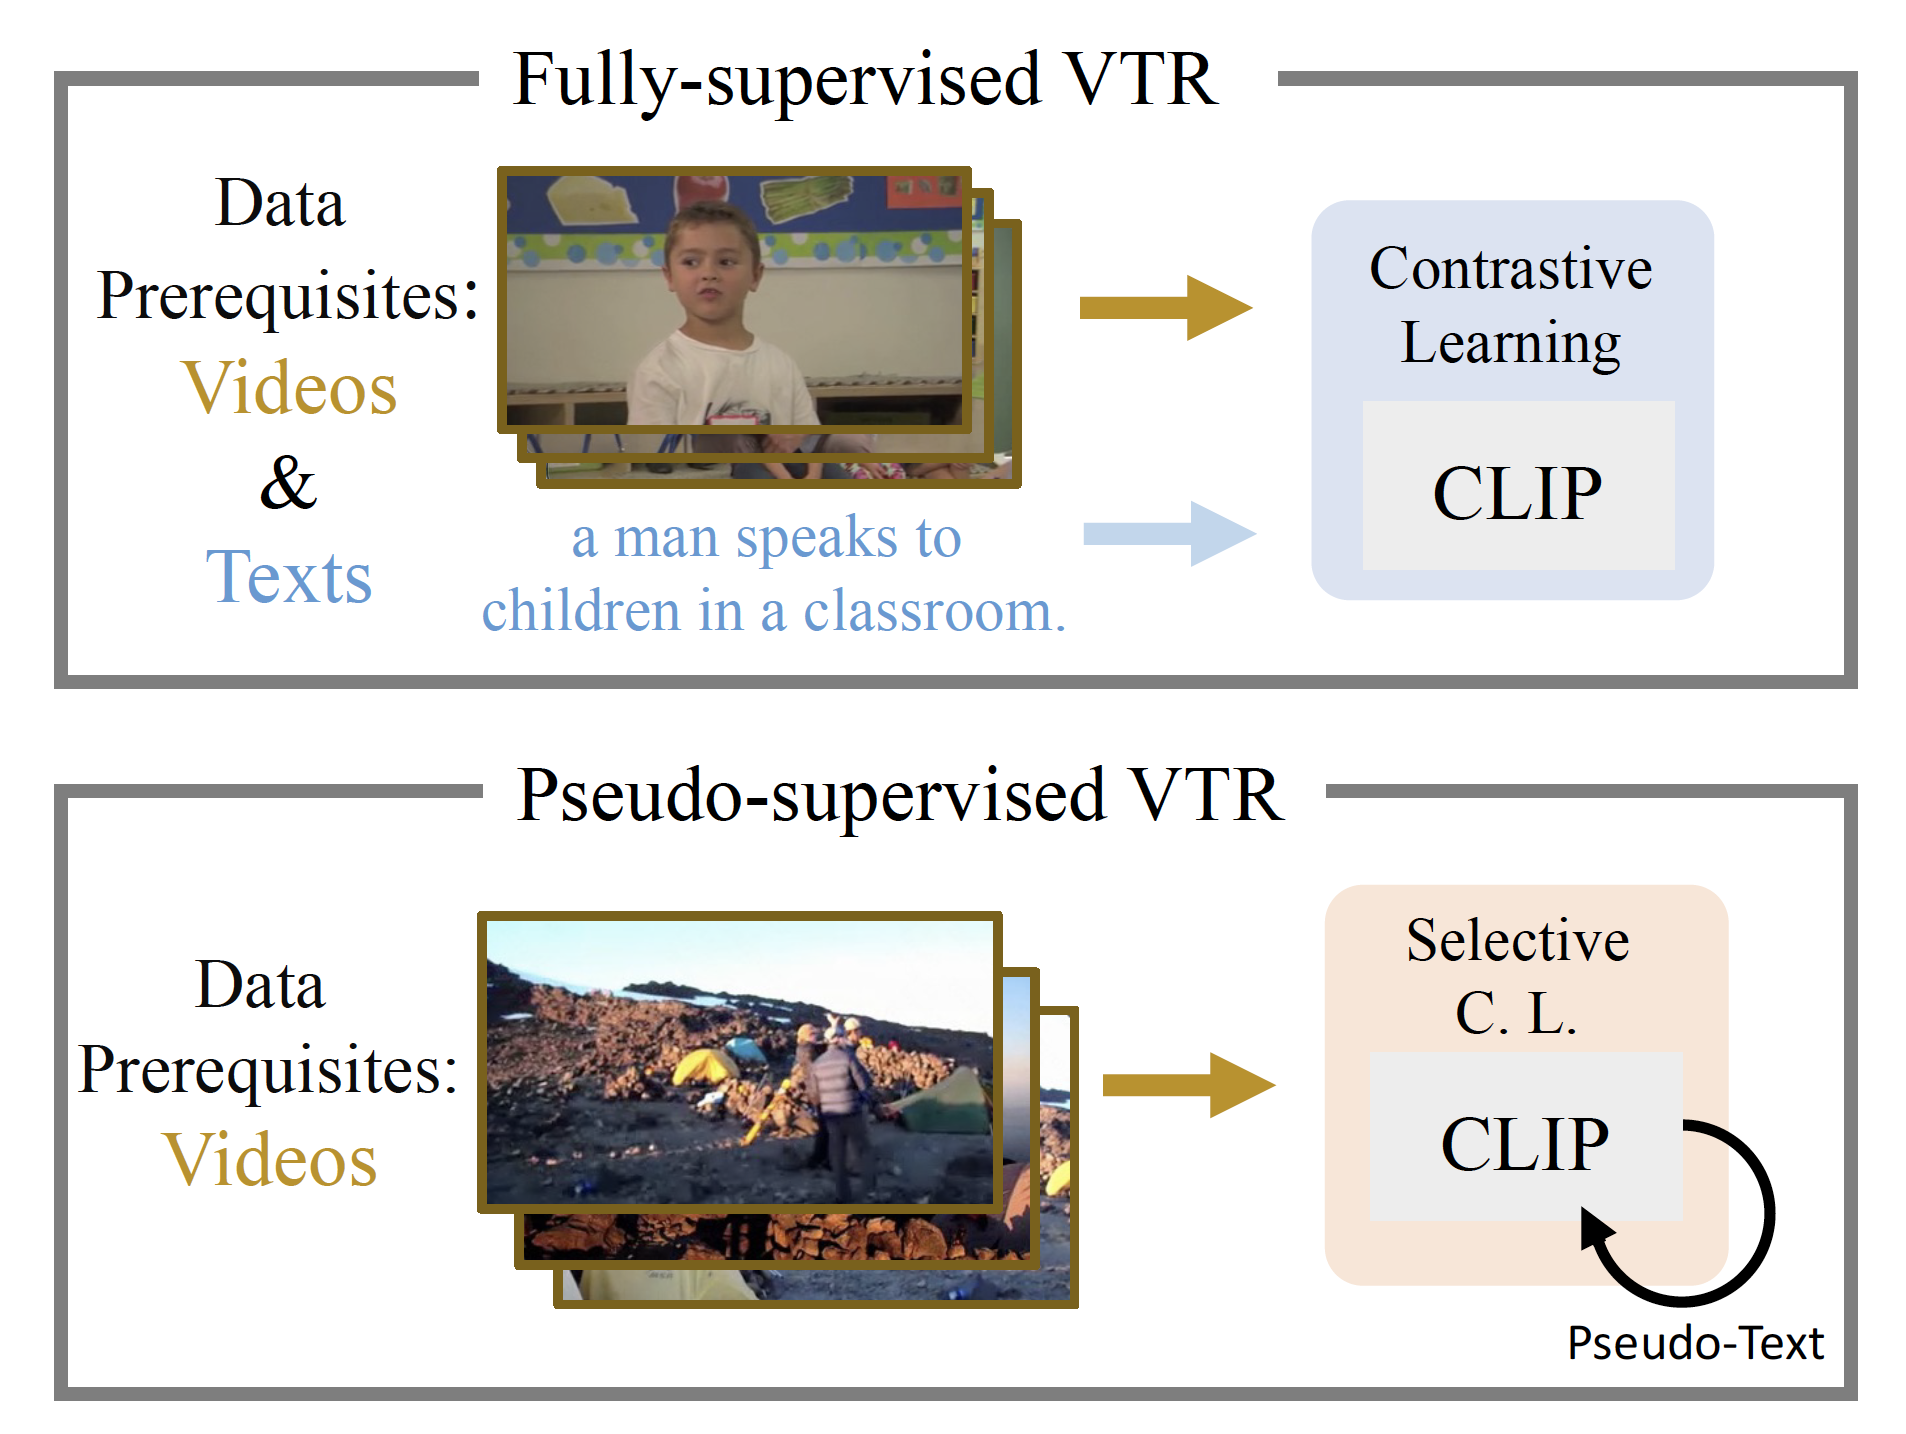 Fully-supervised VTR
Data
Prerequisites:
Videos
&
Texts
a man speaks to
children in a classroom.
Contrastive
Learning
CLIP
Pseudo-supervised VTR
Data
Prerequisites:
Videos
Selective
C. L.
CLIP
Pseudo-Text